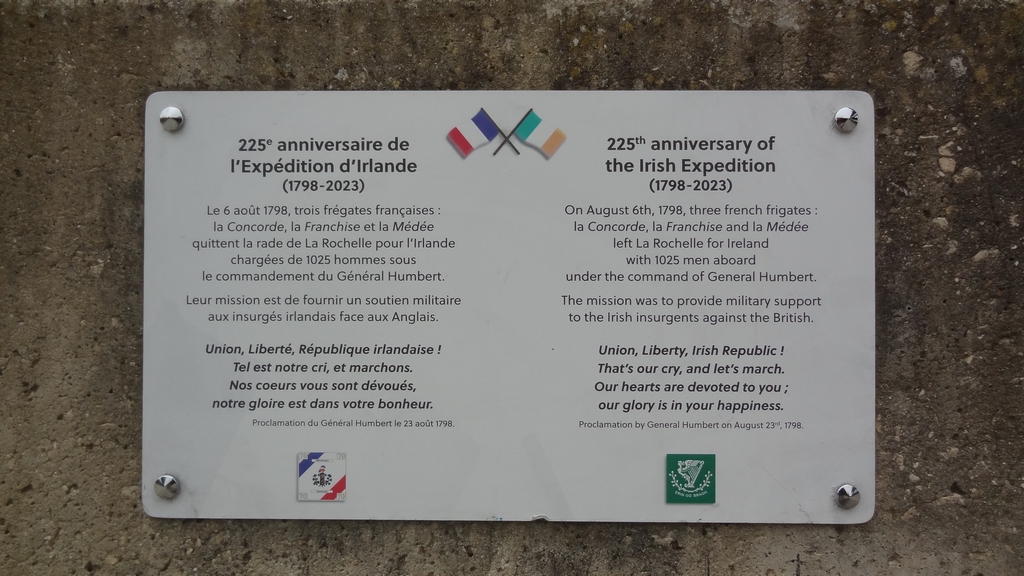 225e anniversaire de
l'Expédition d'Irlande
(1798-2023)
Le 6 août 1798, trois frégates françaises :
la Concorde, la Franchise et la Médée
quittent la rade de La Rochelle pour l'Irlande
chargées de 1025 hommes sous
le commandement du Général Humbert.
Leur mission est de fournir un soutien militaire
aux insurgés irlandais face aux Anglais.
Union, Liberté, République irlandaise !
Tel est notre cri, et marchons.
Nos coeurs vous sont dévoués,
notre gloire est dans votre bonheur.
Proclamation du Général Humbert le 23 août 1798.
225th anniversary of
the Irish Expedition
(1798-2023)
On August 6th, 1798, three french frigates :
la Concorde, la Franchise and la Médée
left La Rochelle for Ireland
with 1025 men aboard
under the command of General Humbert.
The mission was to provide military support
to the Irish insurgents against the British.
Union, Liberty, Irish Republic !
That's our cry, and let's march.
Our hearts are devoted to you ;
our glory is in your happiness.
Proclamation by General Humbert on August 23rd, 1798.
70 70
70 70
ERIN GO BRAGH